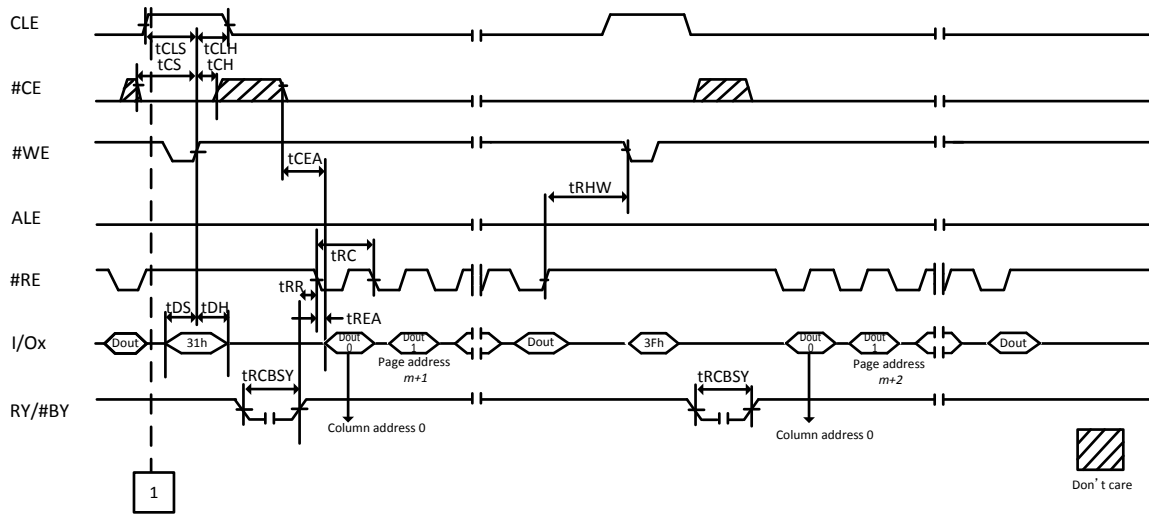 CLE
tCLS tCLH
tCS tCH
#CE
#WE
tCEA
tRHW
ALE
tRC
#RE
tRR
tDS tDH
tREA
I/Ox
Dout 31h Dout 0 Dout 1 Dout 3Fh Dout 0 Dout 1 Dout
Page address
m+1
Page address
m+2
tRCBSY tRCBSY
RY/#BY
Column address 0 Column address 0
1
Don't care